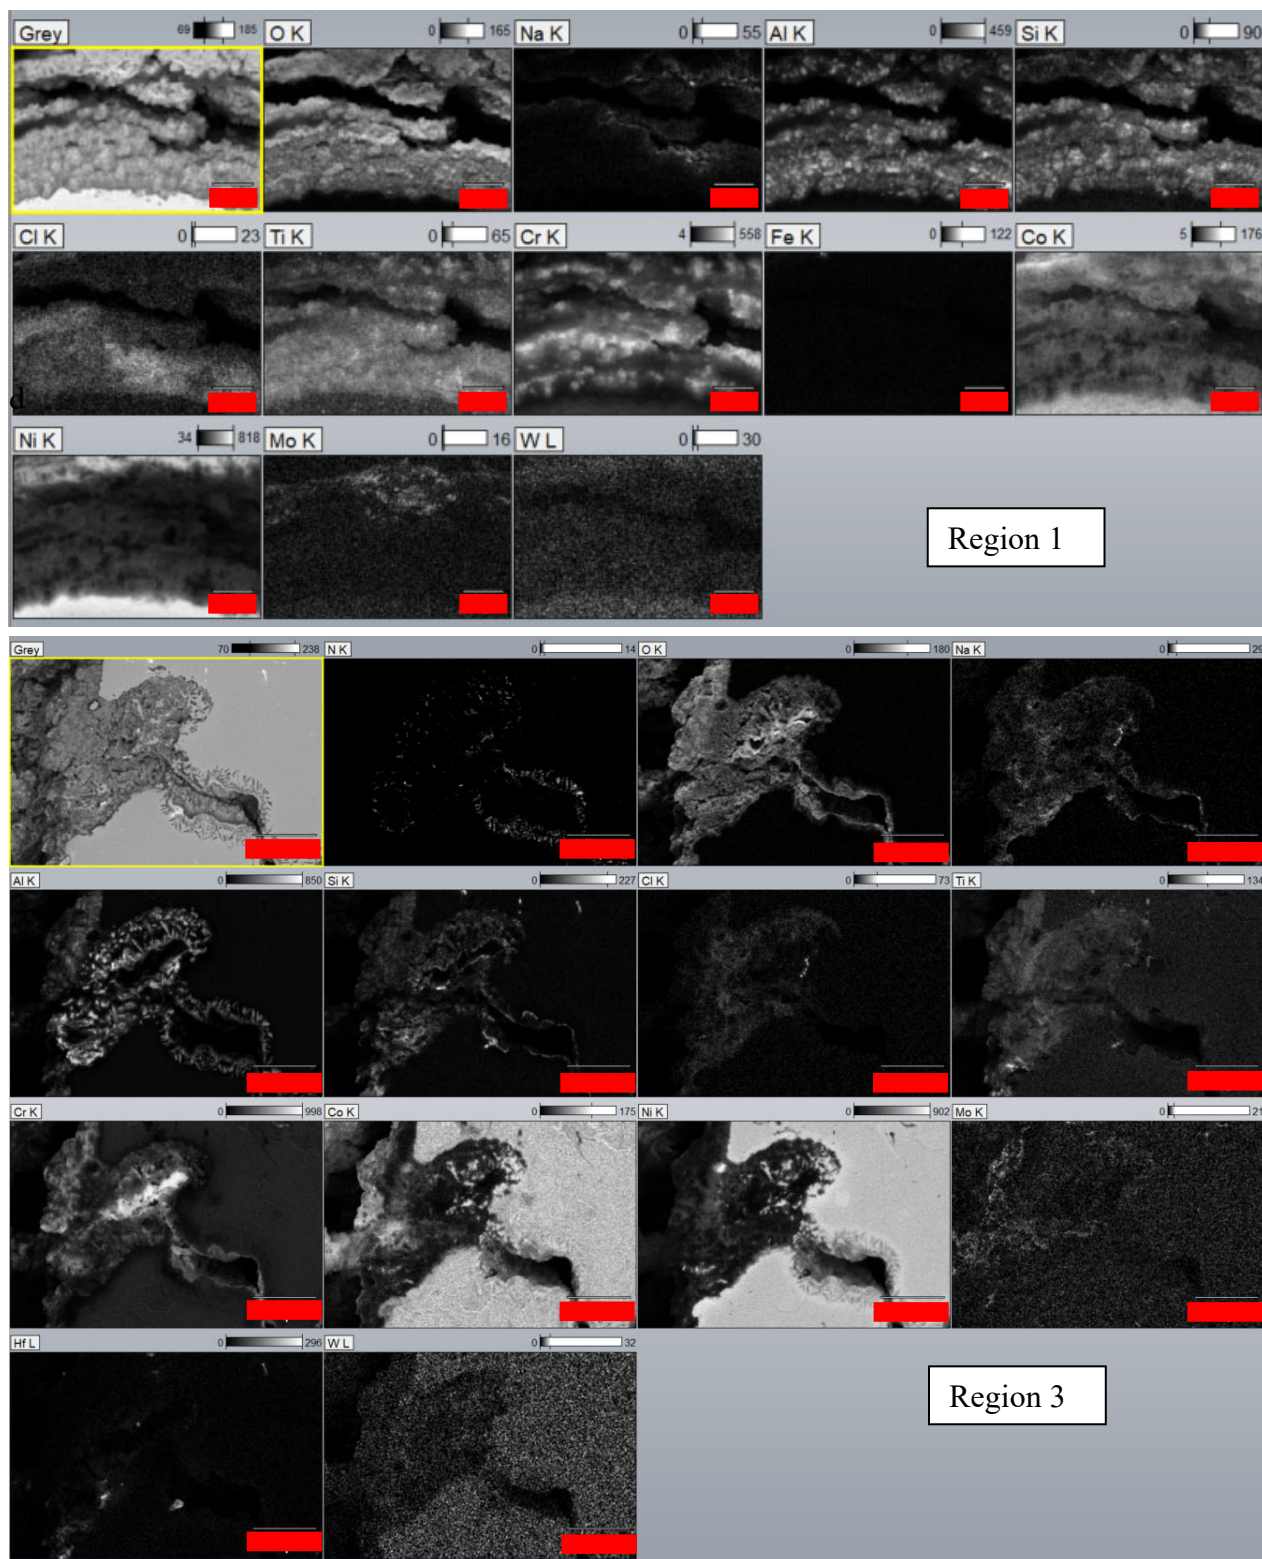 Grey 69 185 O K 0 165 Na K 0 55 Al K 0 459 Si K 0 90
Cl K 0 23 Ti K 0 65 Cr K 4 558 Fe K 0 122 Co K 5 176
d
Ni K 34 818 Mo K 0 16 W L 0 30
Region 1
Grey 70 238 N K 0 14 O K 0 180 Na K 0 29
Al K 0 850 Si K 0 227 Cl K 0 73 Ti K 0 134
Cr K 0 998 Co K 0 175 Ni K 0 902 Mo K 0 21
Hf L 0 296 W L 0 32
Region 3